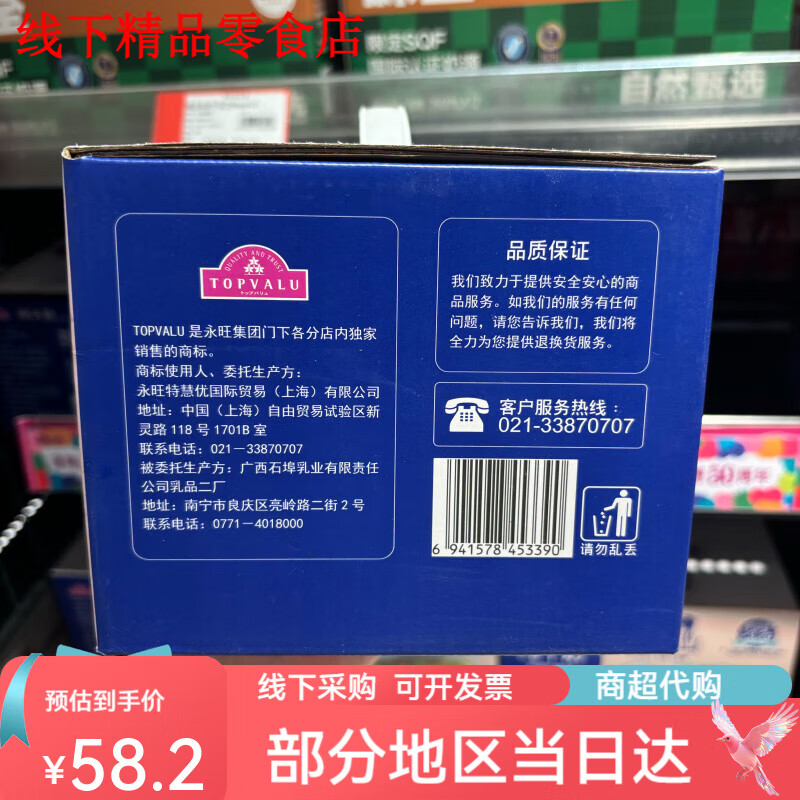 线下精品零食店
自然甄选
QUALITY AND TRUST
TOPVALU
トップバリュ
TOPVALU 是永旺集团门下各分店内独家
销售的商标。
商标使用人、委托生产方：
永旺特慧优国际贸易（上海）有限公司
地址：中国（上海）自由贸易试验区新
灵路 118 号 1701B 室
联系电话：021－33870707
被委托生产方：广西石埠乳业有限责任
公司乳品二厂
地址：南宁市良庆区亮岭路二街 2 号
联系电话：0771－4018000
品质保证
我们致力于提供安全安心的商
品服务。如我们的服务有任何
问题，请您告诉我们，我们将
全力为您提供退换货服务。
客户服务热线：
021-33870707
6 941578 453390
请勿乱丢
50周年
预估到手价
¥58.2
线下采购 可开发票
商超代购
部分地区当日达